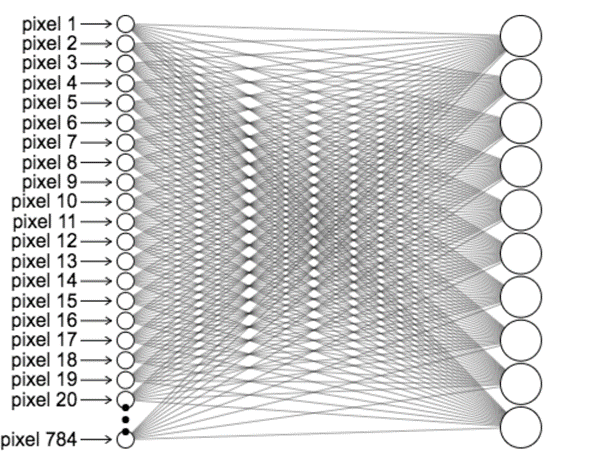 pixel 1
pixel 2
pixel 3
pixel 4
pixel 5
pixel 6
pixel 7
pixel 8
pixel 9
pixel 10
pixel 11
pixel 12
pixel 13
pixel 14
pixel 15
pixel 16
pixel 17
pixel 18
pixel 19
pixel 20
pixel 784